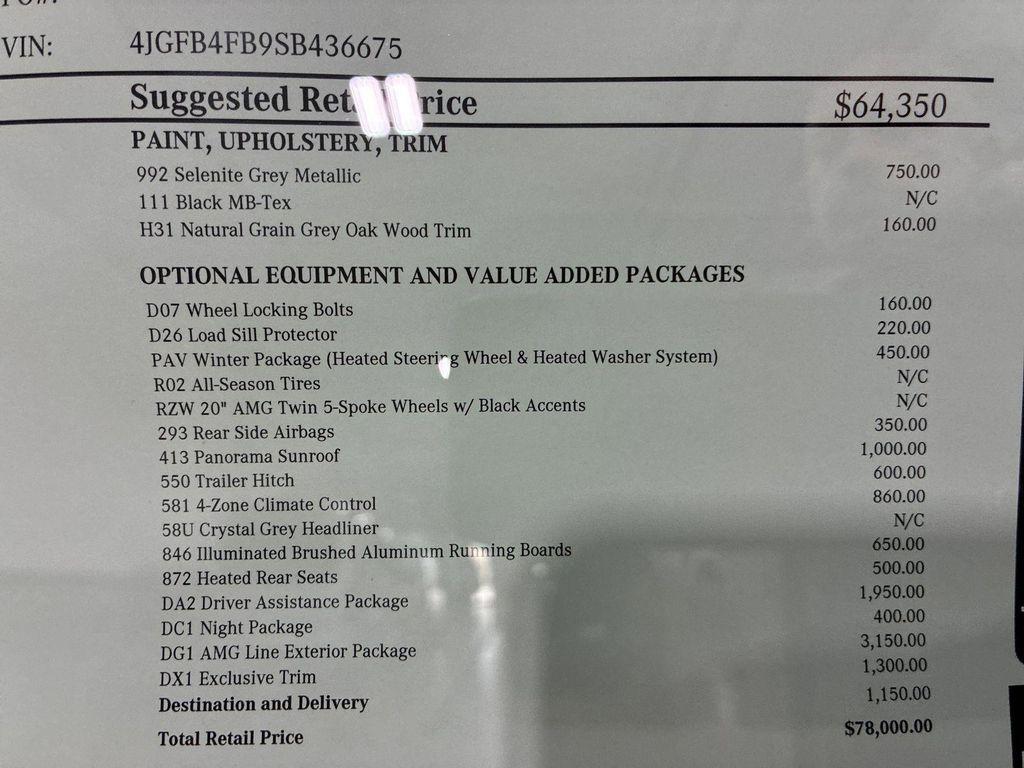 VIN: 4JGFB4FB9SB436675
Suggested $64,350
PAINT, UPHOLSTERY, TRIM
992 Selenite Grey Metallic 750.00
111 Black MB-Tex N/C
H31 Natural Grain Grey Oak Wood Trim 160.00
OPTIONAL EQUIPMENT AND VALUE ADDED PACKAGES
D07 Wheel Locking Bolts 160.00
D26 Load Sill Protector 220.00
PAV Winter Package (Heated Steering Wheel & Heated Washer System) 450.00
R02 All-Season Tires N/C
RZW 20" AMG Twin 5-Spoke Wheels w/ Black Accents N/C
293 Rear Side Airbags 350.00
413 Panorama Sunroof 1,000.00
550 Trailer Hitch 600.00
581 4-Zone Climate Control 860.00
58U Crystal Grey Headliner N/C
846 Illuminated Brushed Aluminum Running Boards 650.00
872 Heated Rear Seats 500.00
DA2 Driver Assistance Package 1,950.00
DC1 Night Package 400.00
DG1 AMG Line Exterior Package 3,150.00
DX1 Exclusive Trim 1,300.00
Destination and Delivery 1,150.00
Total Retail Price $78,000.00